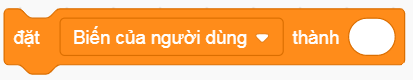 đặt Biến của người dùng thành